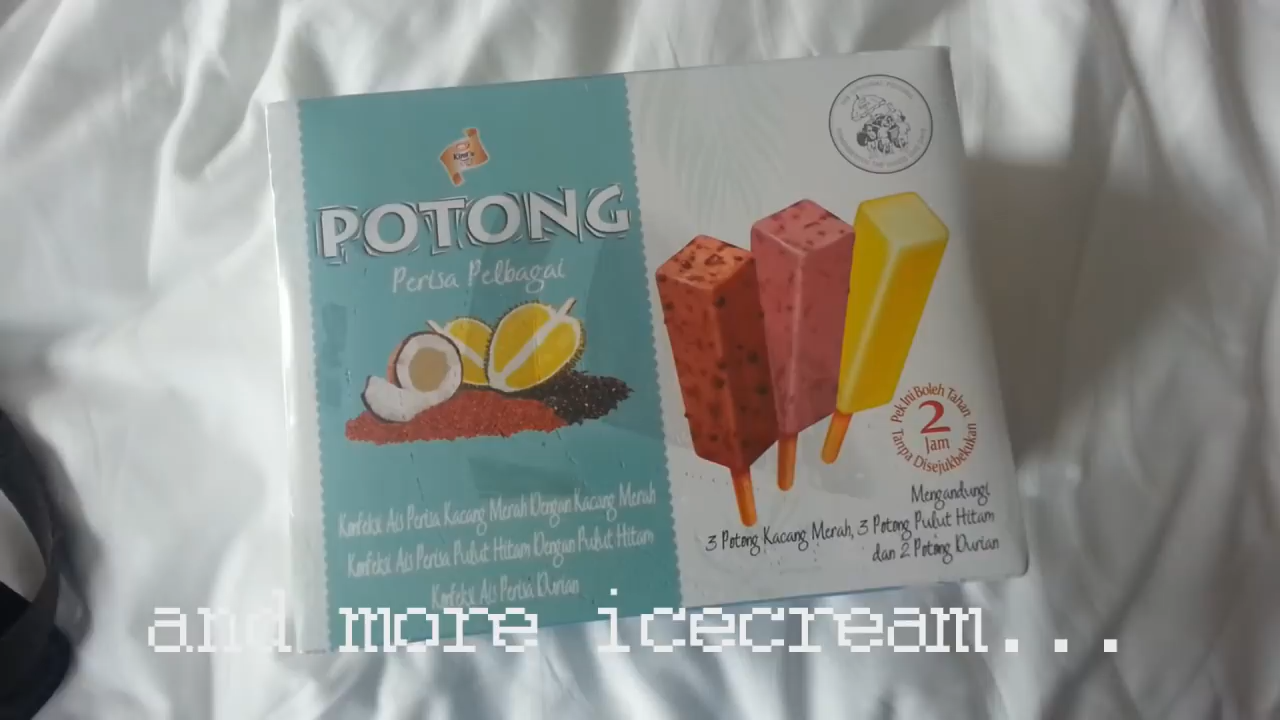 King's
POTONG
Perisa Pelbagai
Konfeksi Ais Perisa Kacang Merah Dengan Kacang Merah
Konfeksi Ais Perisa Pulut Hitam Dengan Pulut Hitam
Konfeksi Ais Perisa Durian
Pek Ini Boleh Tahan
2
Jam
Tanpa Disejukbekukan
Mengandungi
3 Potong Kacang Merah, 3 Potong Pulut Hitam
dan 2 Potong Durian
and more icecream...